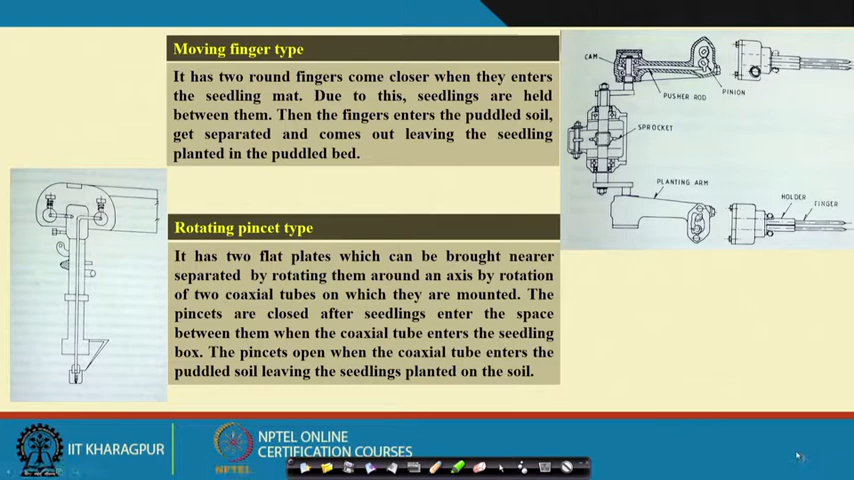 Moving finger type
It has two round fingers come closer when they enters
the seedling mat. Due to this, seedlings are held
between them. Then the fingers enters the puddled soil,
get separated and comes out leaving the seedling
planted in the puddled bed.
CAM
PUSHER ROD
PINION
SPROCKET
PLANTING ARM
HOLDER
FINGER
Rotating pincet type
It has two flat plates which can be brought nearer
separated by rotating them around an axis by rotation
of two coaxial tubes on which they are mounted. The
pincets are closed after seedlings enter the space
between them when the coaxial tube enters the seedling
box. The pincets open when the coaxial tube enters the
puddled soil leaving the seedlings planted on the soil.
IIT KHARAGPUR
NPTEL
NPTEL ONLINE
CERTIFICATION COURSES